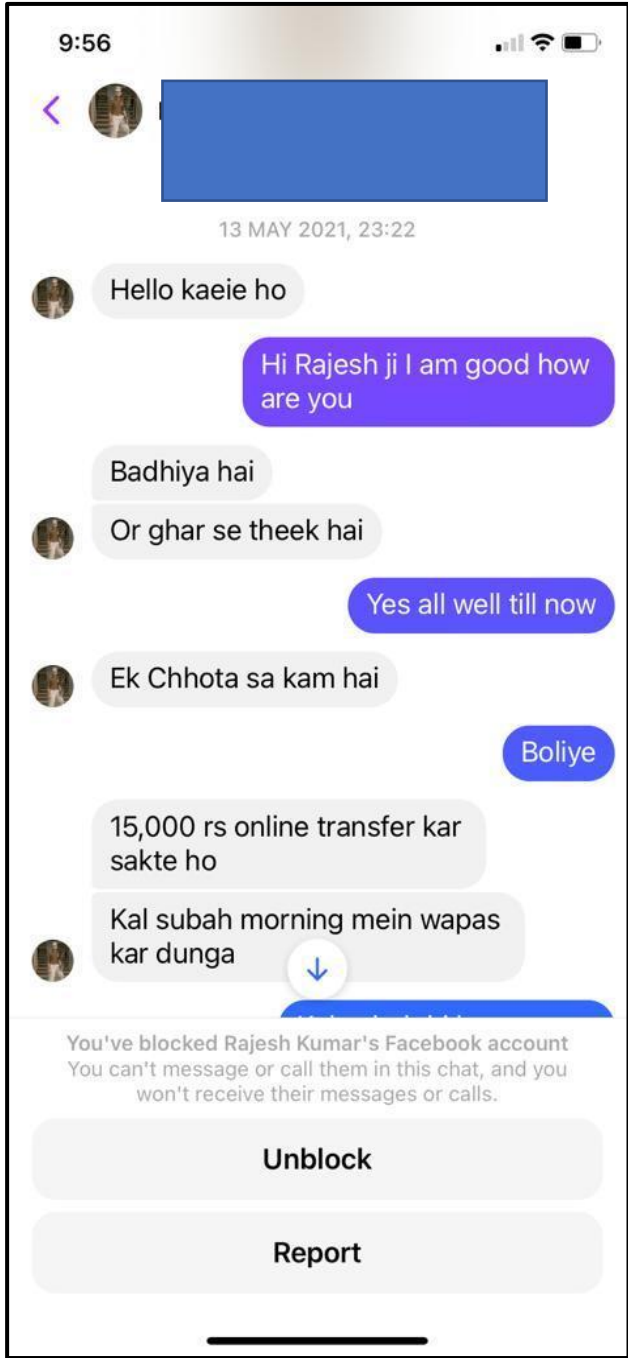 9:56
13 MAY 2021, 23:22
Hello kaeie ho
Hi Rajesh ji I am good how
are you
Badhiya hai
Or ghar se theek hai
Yes all well till now
Ek Chhota sa kam hai
Boliye
15,000 rs online transfer kar
sakte ho
Kal subah morning mein wapas
kar dunga
You've blocked Rajesh Kumar's Facebook account
You can't message or call them in this chat, and you
won't receive their messages or calls.
Unblock
Report